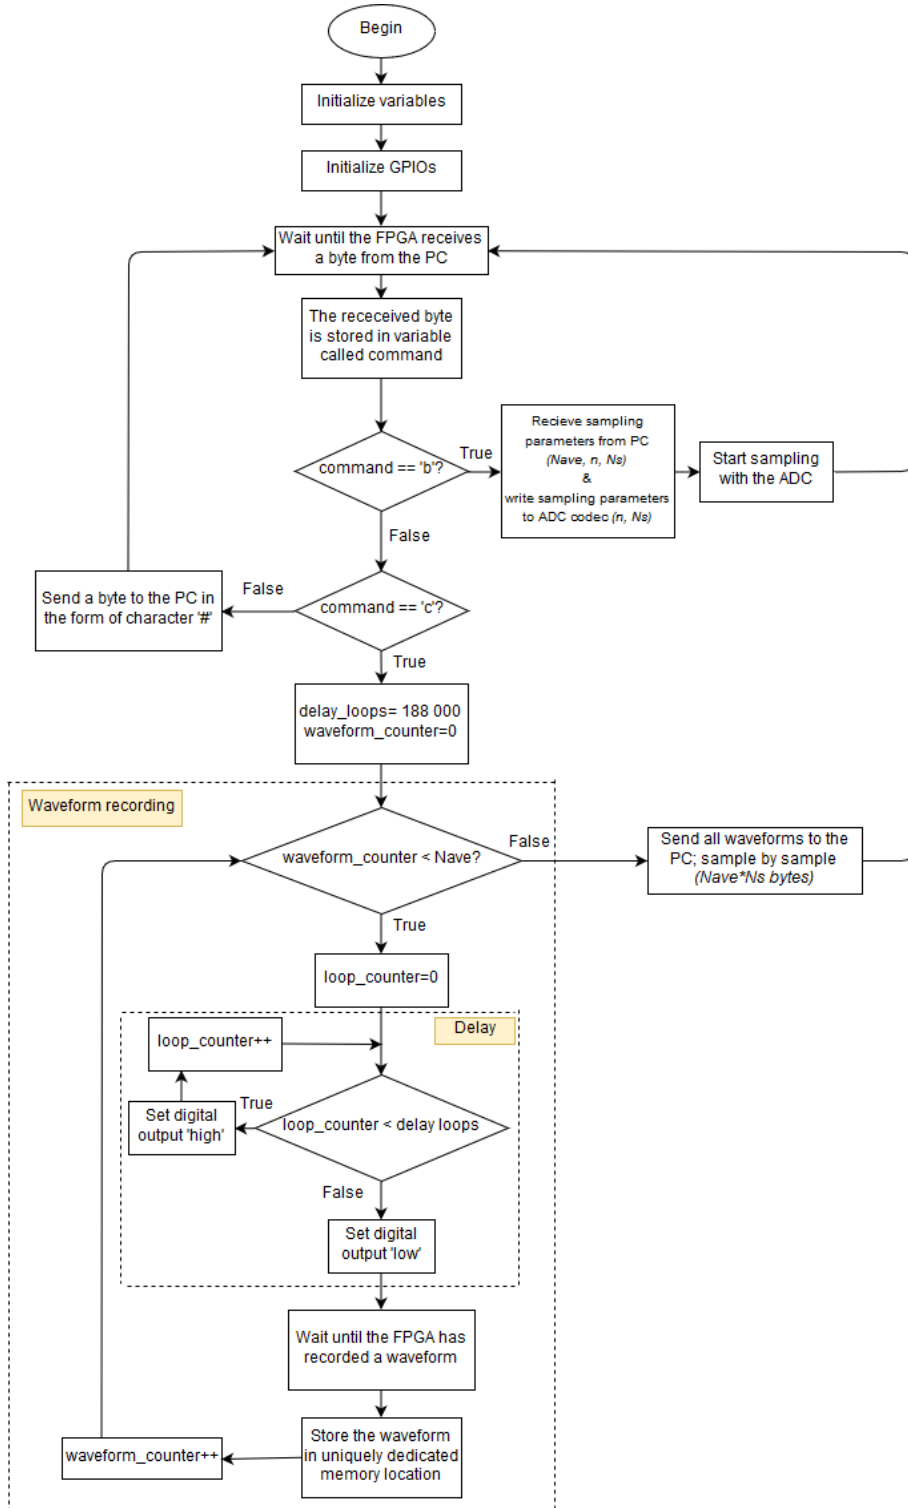 Begin
Initialize variables
Initialize GPIOs
Wait until the FPGA receives
a byte from the PC
The receceived byte
is stored in variable
called command
command == 'b'?
True
Recieve sampling
parameters from PC
(Nave, n, Ns)
&
write sampling parameters
to ADC codec (n, Ns)
Start sampling
with the ADC
False
command == 'c'?
False
Send a byte to the PC in
the form of character '#'
True
delay_loops= 188 000
waveform_counter=0
Waveform recording
waveform_counter < Nave?
False
Send all waveforms to the
PC; sample by sample
(Nave*Ns bytes)
True
loop_counter=0
Delay
loop_counter++
loop_counter < delay loops
True
Set digital
output 'high'
False
Set digital
output 'low'
Wait until the FPGA has
recorded a waveform
Store the waveform
in uniquely dedicated
memory location
waveform_counter++